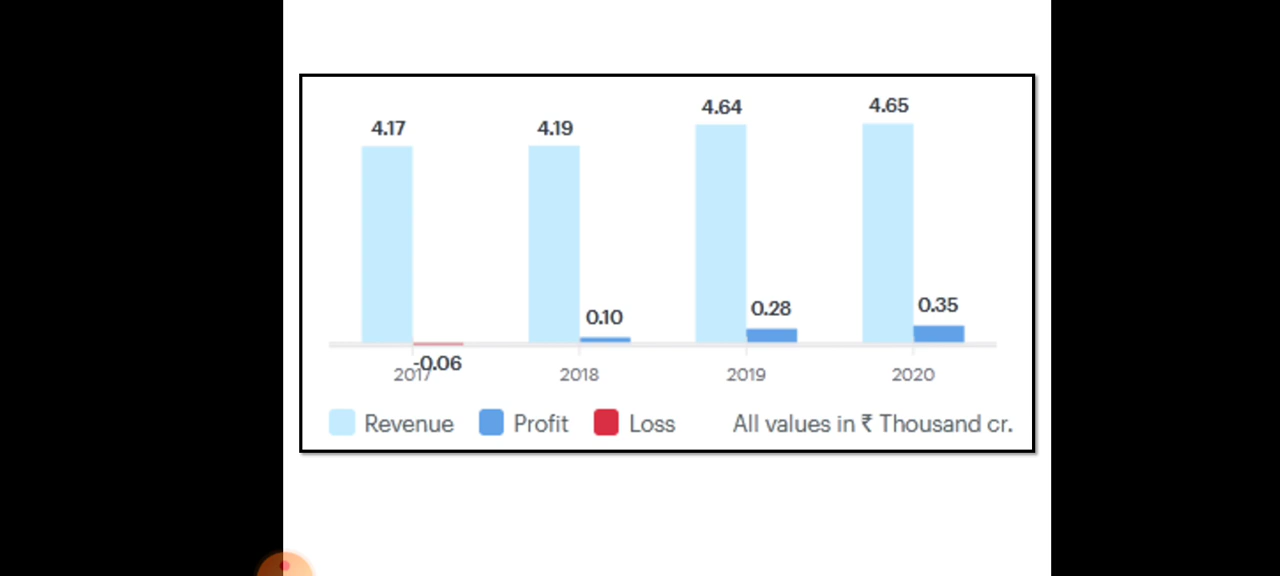 4.17 4.19 4.64 4.65
-0.06 0.10 0.28 0.35
2017 2018 2019 2020
Revenue Profit Loss All values in ₹ Thousand cr.